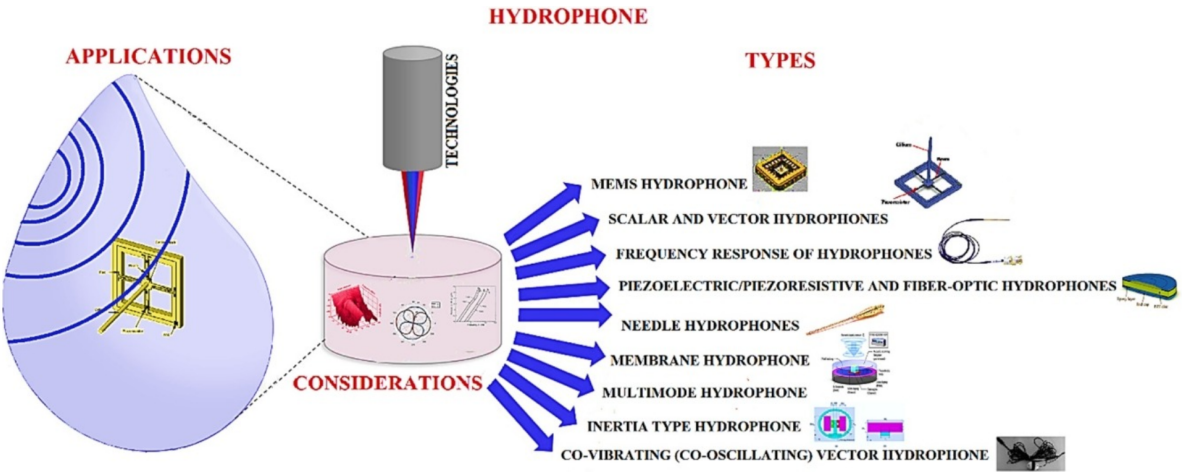 HYDROPHONE
APPLICATIONS
TECHNOLOGIES
TYPES
MEMS HYDROPHONE
SCALAR AND VECTOR HYDROPHONES
FREQUENCY RESPONSE OF HYDROPHONES
PIEZOELECTRIC/PIEZORESISTIVE AND FIBER-OPTIC HYDROPHONES
NEEDLE HYDROPHONES
MEMBRANE HYDROPHONE
MULTIMODE HYDROPHONE
INERTIA TYPE HYDROPHONE
CO-VIBRATING (CO-OSCILLATING) VECTOR HYDROPHONE
CONSIDERATIONS